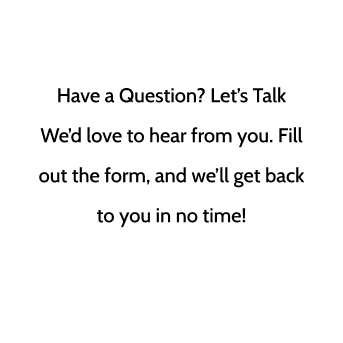 Have a Question? Let's Talk
We'd love to hear from you. Fill
out the form, and we'll get back
to you in no time!